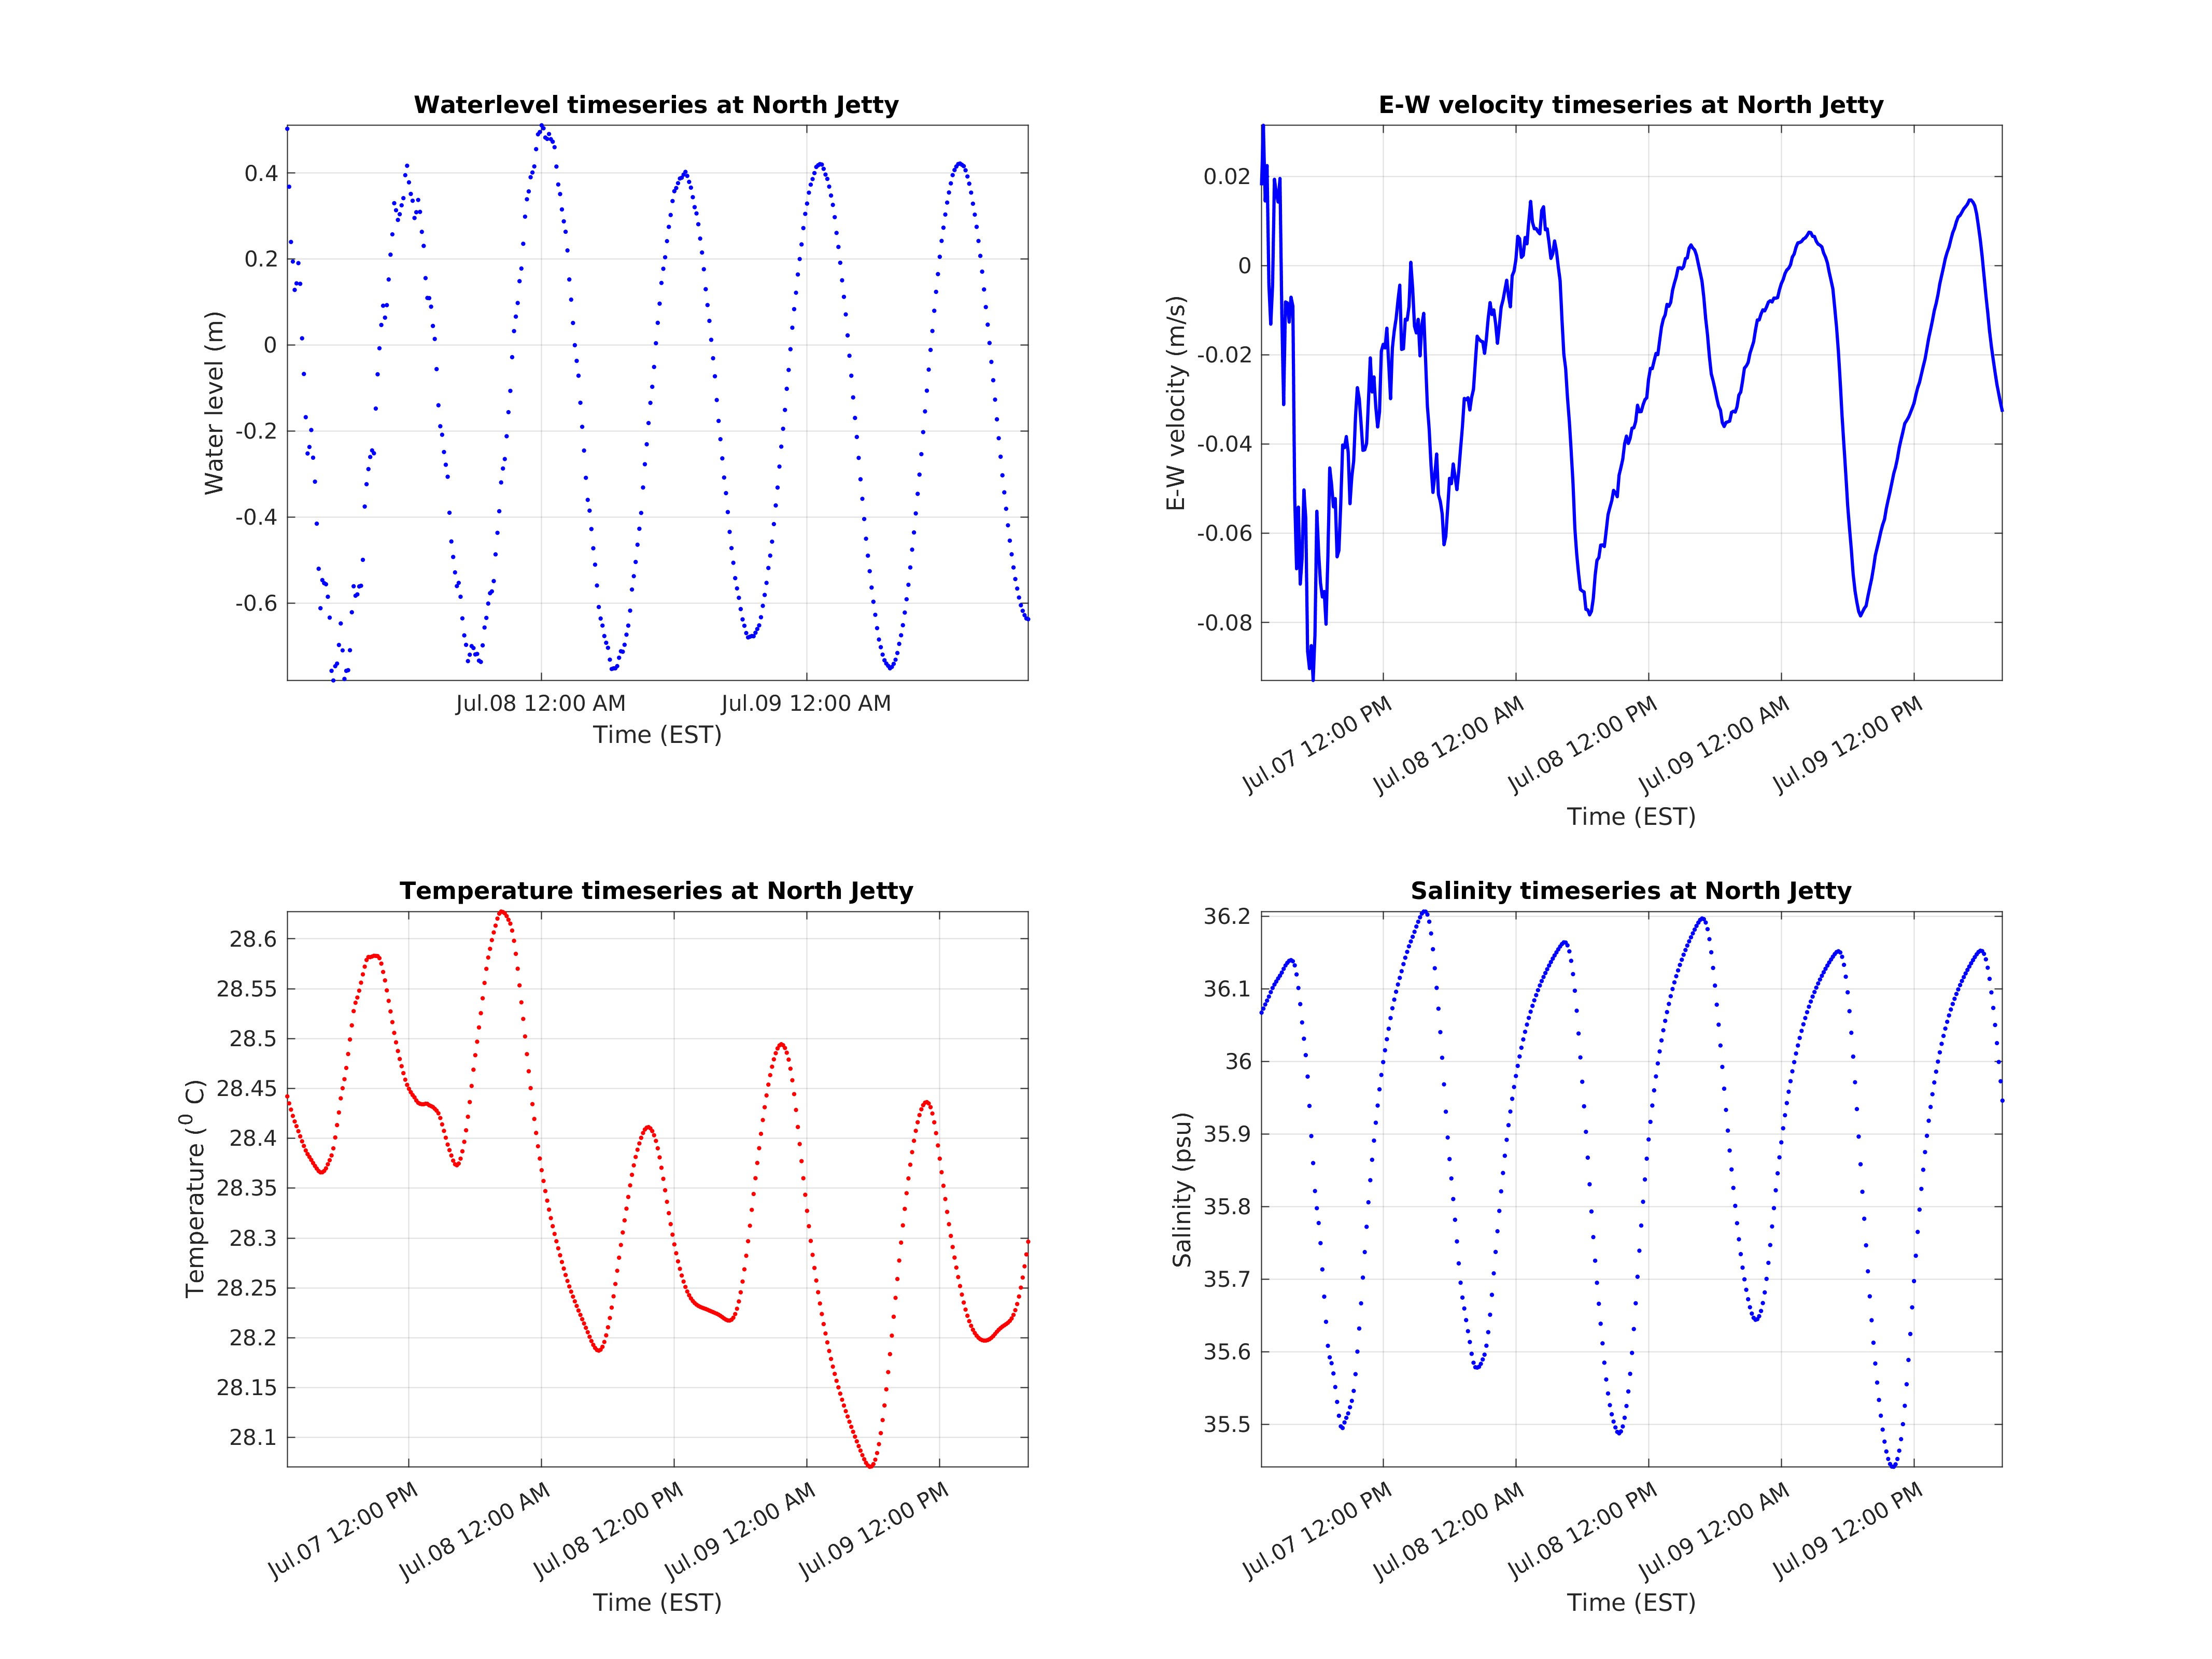 Waterlevel timeseries at North Jetty
0.4
0.2
0
-0.2
-0.4
-0.6
Water level (m)
Jul.08 12:00 AM Jul.09 12:00 AM
Time (EST)
E-W velocity timeseries at North Jetty
0.02
0
-0.02
-0.04
-0.06
-0.08
E-W velocity (m/s)
Jul.07 12:00 PM
Jul.08 12:00 AM
Jul.08 12:00 PM
Jul.09 12:00 AM
Jul.09 12:00 PM
Time (EST)
Temperature timeseries at North Jetty
28.6
28.55
28.5
28.45
28.4
28.35
28.3
28.25
28.2
28.15
28.1
Temperature (⁰ C)
Jul.07 12:00 PM
Jul.08 12:00 AM
Jul.08 12:00 PM
Jul.09 12:00 AM
Jul.09 12:00 PM
Time (EST)
Salinity timeseries at North Jetty
36.2
36.1
36
35.9
35.8
35.7
35.6
35.5
Salinity (psu)
Jul.07 12:00 PM
Jul.08 12:00 AM
Jul.08 12:00 PM
Jul.09 12:00 AM
Jul.09 12:00 PM
Time (EST)